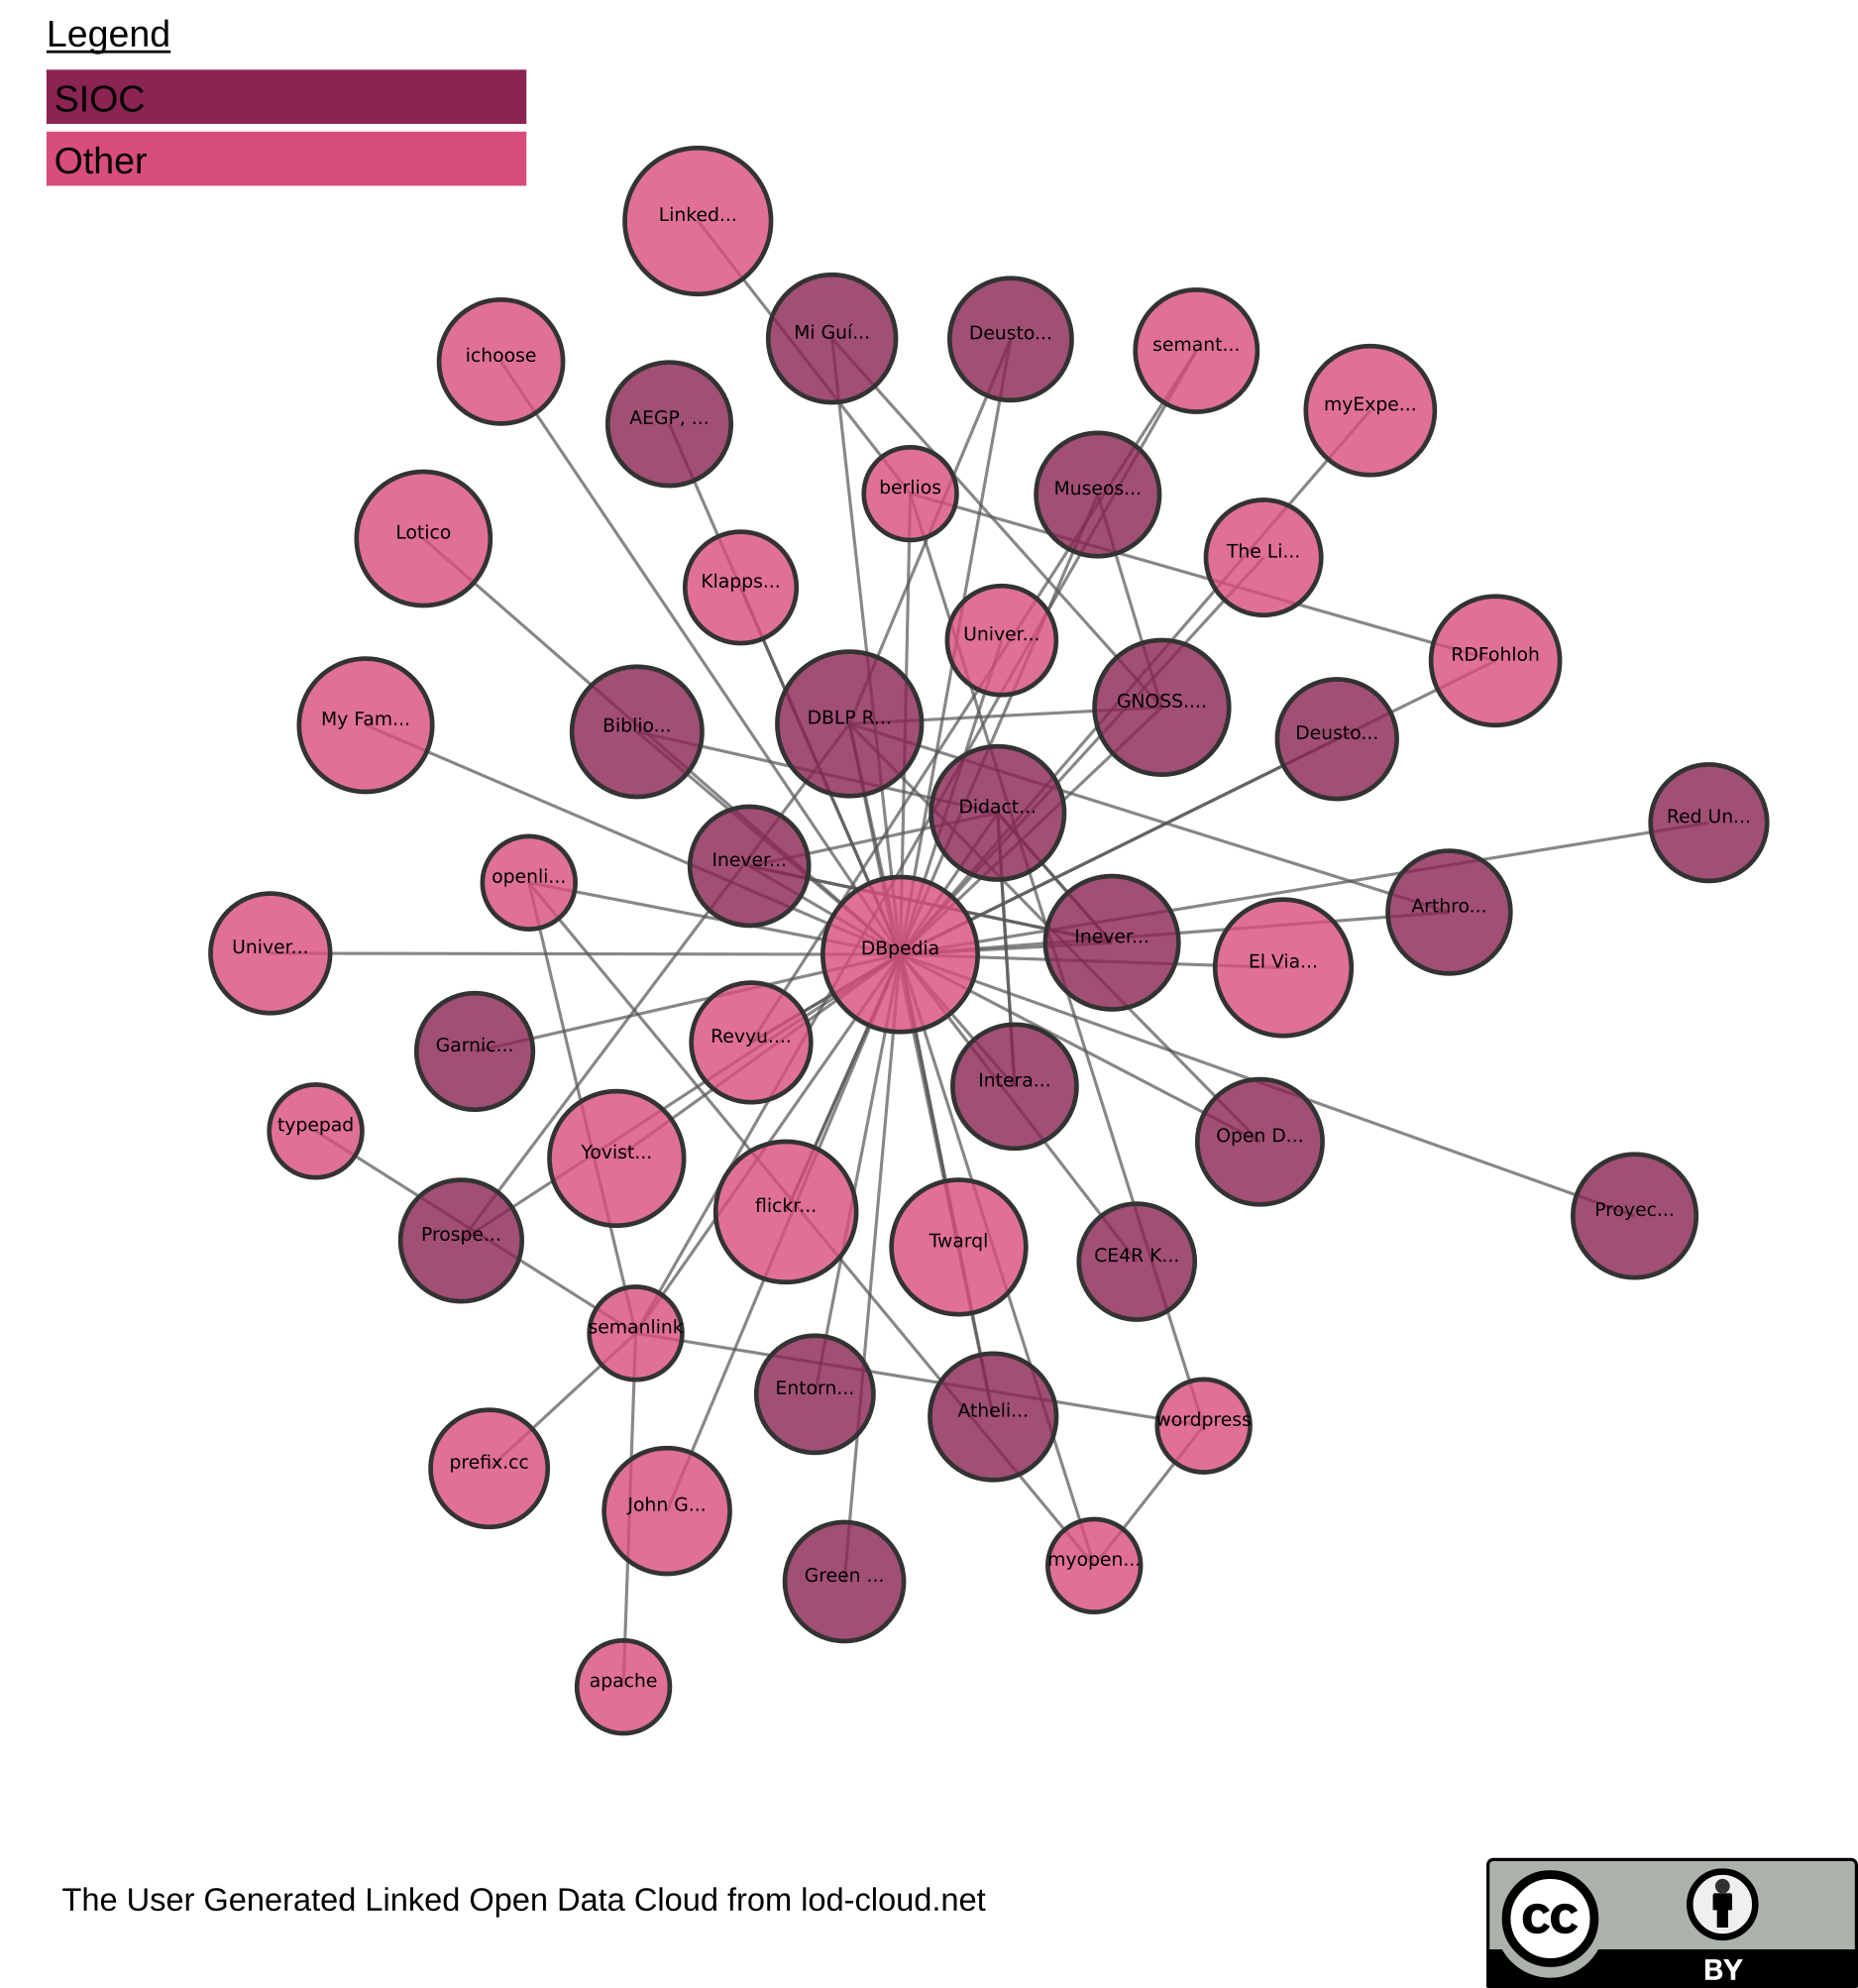 Legend
SIOC
Other
Linked...
Mi Guí...
Deusto...
semant...
ichoose
myExpe...
AEGP, ...
berlios
Museos...
Lotico
The Li...
Klapps...
Univer...
RDFohloh
GNOSS....
My Fam...
DBLP R...
Biblio...
Deusto...
Didact...
Red Un...
Inever...
openli...
Arthro...
Inever...
Univer...
DBpedia
El Via...
Garnic...
Revyu....
Intera...
typepad
Open D...
Yovist...
flickr...
Proyec...
Prospe...
Twarql
CE4R K...
semanlink
Entorn...
Atheli...
wordpress
prefix.cc
John G...
myopen...
Green ...
apache
The User Generated Linked Open Data Cloud from lod-cloud.net
cc
BY